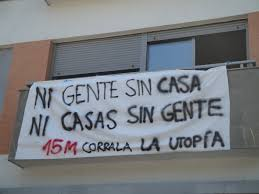 NI GENTE SIN CASA
NI CASAS SIN GENTE
15M CORRALA LA UTOPÍA